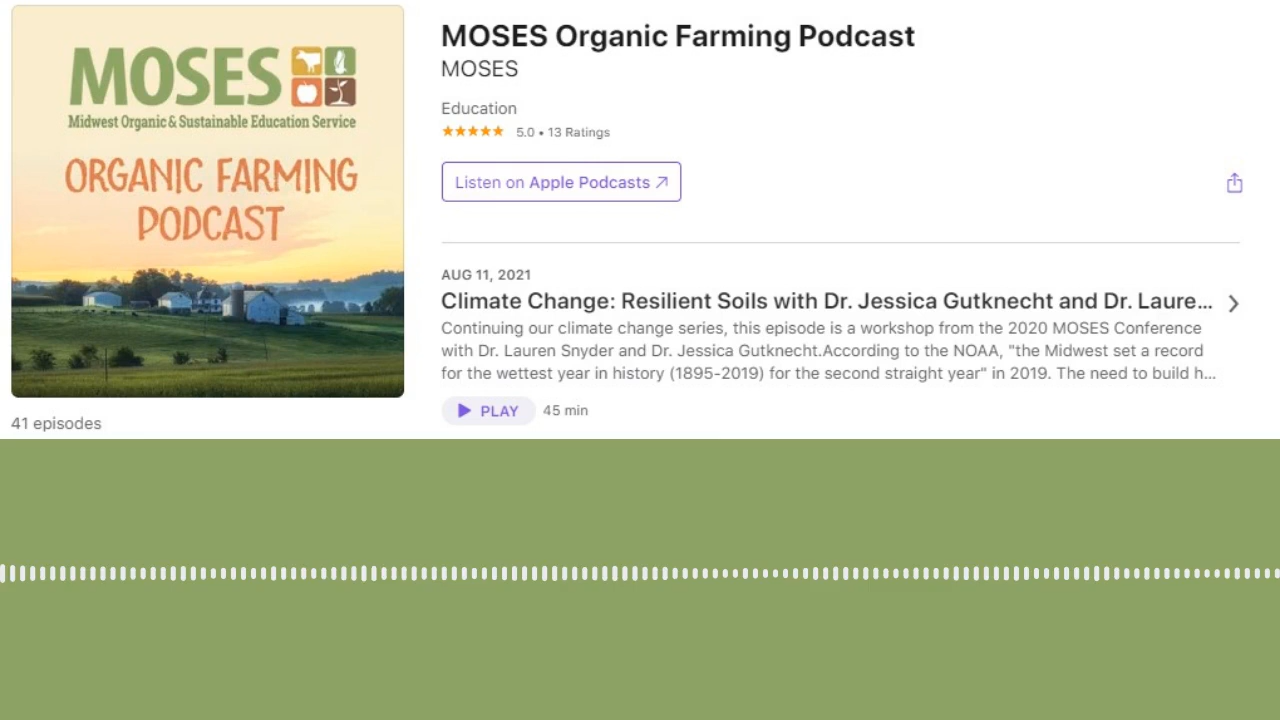 MOSES
Midwest Organic & Sustainable Education Service
ORGANIC FARMING
PODCAST
41 episodes
MOSES Organic Farming Podcast
MOSES
Education
5.0 • 13 Ratings
Listen on Apple Podcasts
AUG 11, 2021
Climate Change: Resilient Soils with Dr. Jessica Gutknecht and Dr. Laure...
Continuing our climate change series, this episode is a workshop from the 2020 MOSES Conference
with Dr. Lauren Snyder and Dr. Jessica Gutknecht.According to the NOAA, "the Midwest set a record
for the wettest year in history (1895-2019) for the second straight year" in 2019. The need to build h...
PLAY 45 min